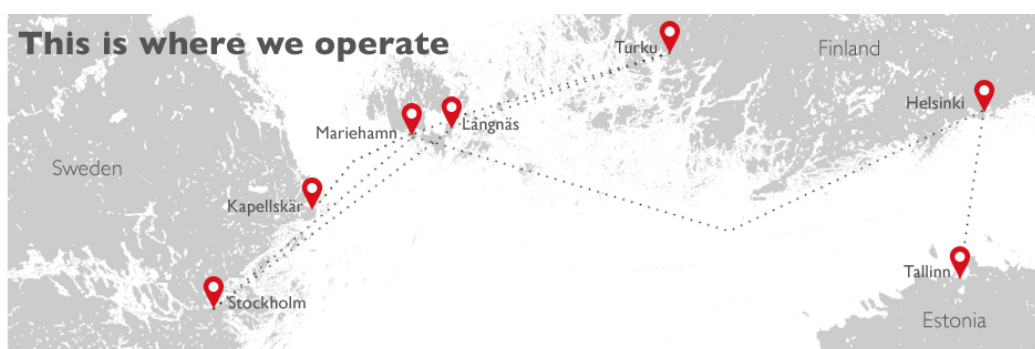 This is where we operate
Turku
Finland
Helsinki
Mariehamn
Långnäs
Sweden
Kapellskär
Tallinn
Stockholm
Estonia